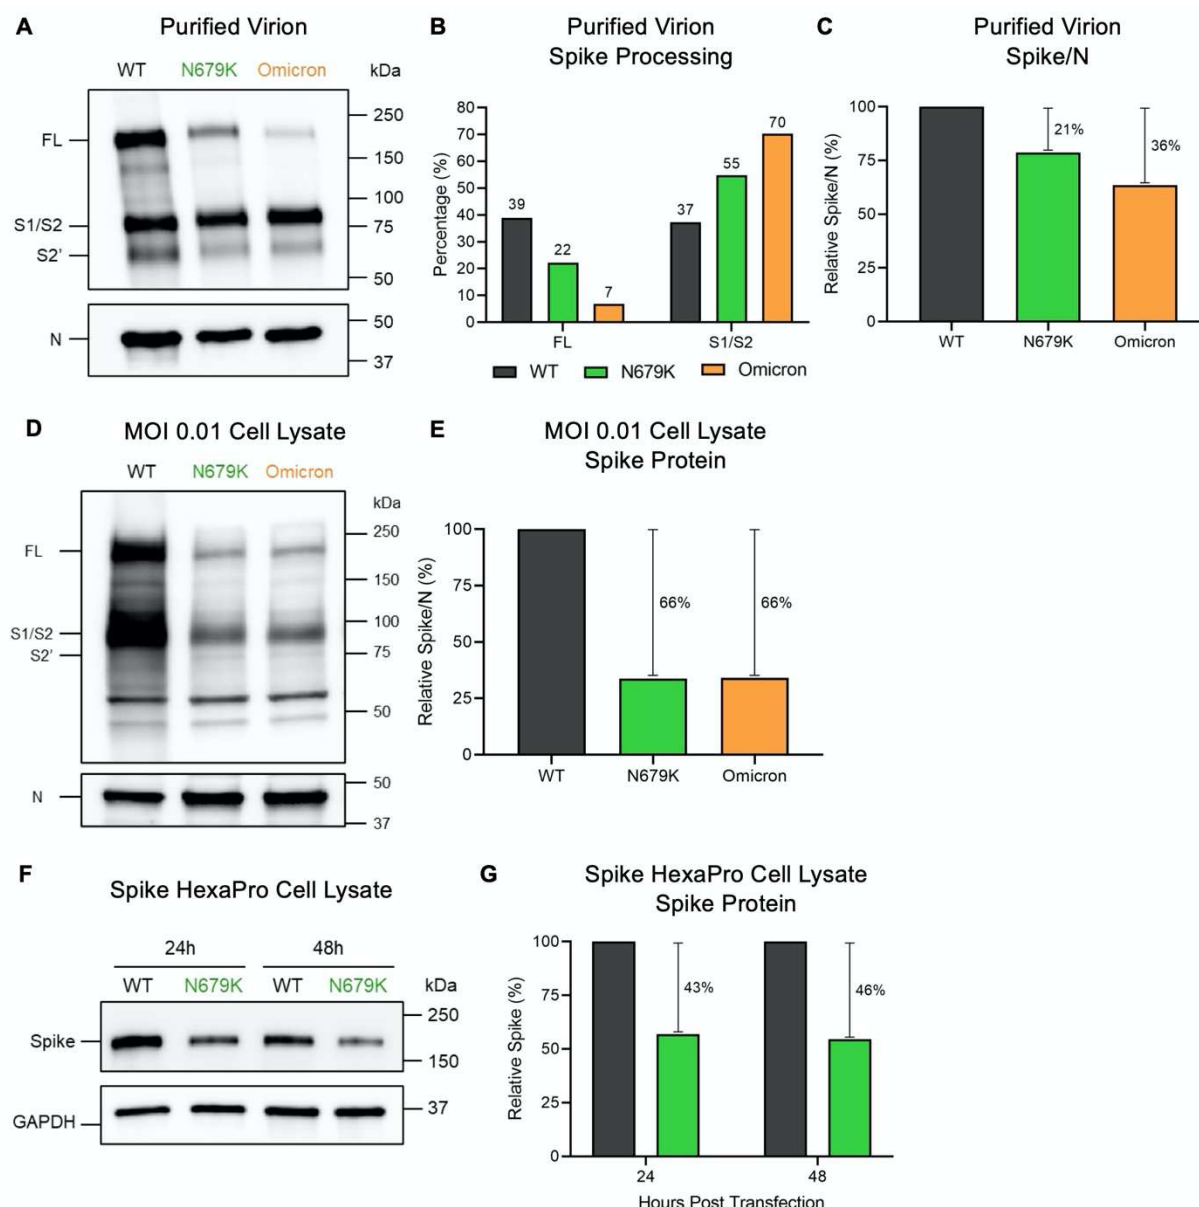 A
Purified Virion
WT N679K Omicron kDa
FL
S1/S2
S2'
N
250
150
100
75
50
50
37
B
Purified Virion
Spike Processing
Percentage (%)
80
70
60
50
40
30
20
10
0
39
22
7
37
55
70
FL S1/S2
WT N679K Omicron
C
Purified Virion
Spike/N
Relative Spike/N (%)
100
75
50
25
0
21%
36%
WT N679K Omicron
D
MOI 0.01 Cell Lysate
WT N679K Omicron
kDa
FL
S1/S2
S2'
N
250
150
100
75
50
50
37
E
MOI 0.01 Cell Lysate
Spike Protein
Relative Spike/N (%)
100
75
50
25
0
66%
66%
WT N679K Omicron
F
Spike HexaPro Cell Lysate
24h 48h
WT N679K WT N679K kDa
Spike
GAPDH
250
150
37
G
Spike HexaPro Cell Lysate
Spike Protein
Relative Spike (%)
100
75
50
25
0
43%
46%
24 48
Hours Post Transfection